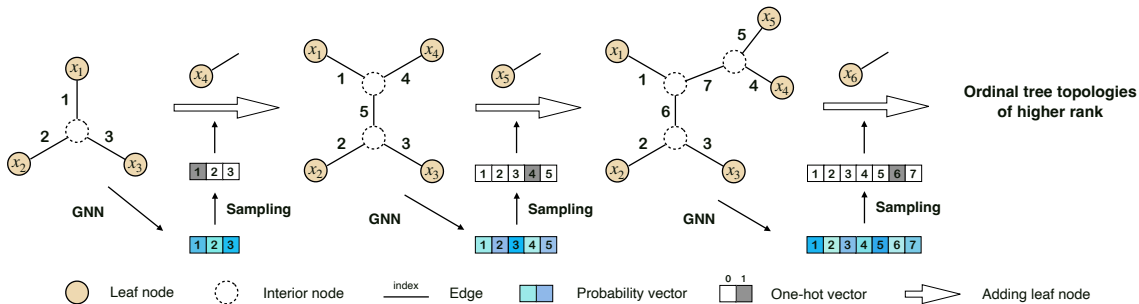 x1
1
2
3
x2
x3
x4
1 2 3
GNN
Sampling
1 2 3
x1
x4
1
4
5
2
3
x2
x3
x5
1 2 3 4 5
GNN
Sampling
1 2 3 4 5
x1
x5
5
1
7
4
x4
6
2
3
x2
x3
x6
1 2 3 4 5 6 7
GNN
Sampling
1 2 3 4 5 6 7
Ordinal tree topologies
of higher rank
Leaf node
Interior node
index
Edge
Probability vector
0 1
One-hot vector
Adding leaf node